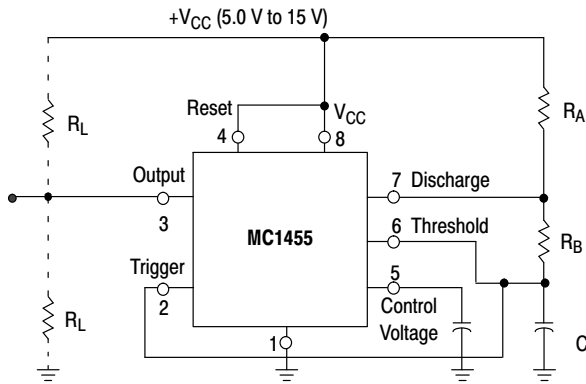 +VCC (5.0 V to 15 V)
Reset
VCC
RL
4
8
RA
Output
7 Discharge
3
6 Threshold
MC1455
RB
Trigger
5
2
Control
Voltage
RL
1
C